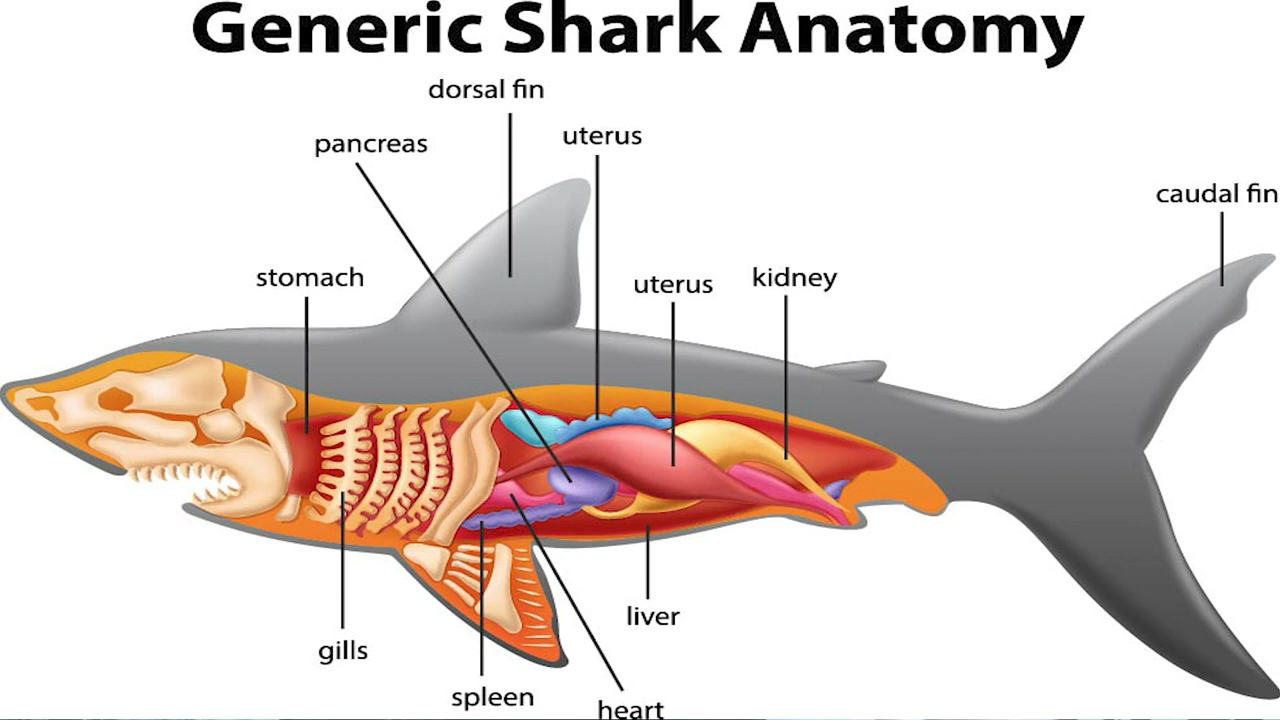 Generic Shark Anatomy
dorsal fin
pancreas
uterus
caudal fin
stomach
uterus
kidney
liver
gills
spleen
heart